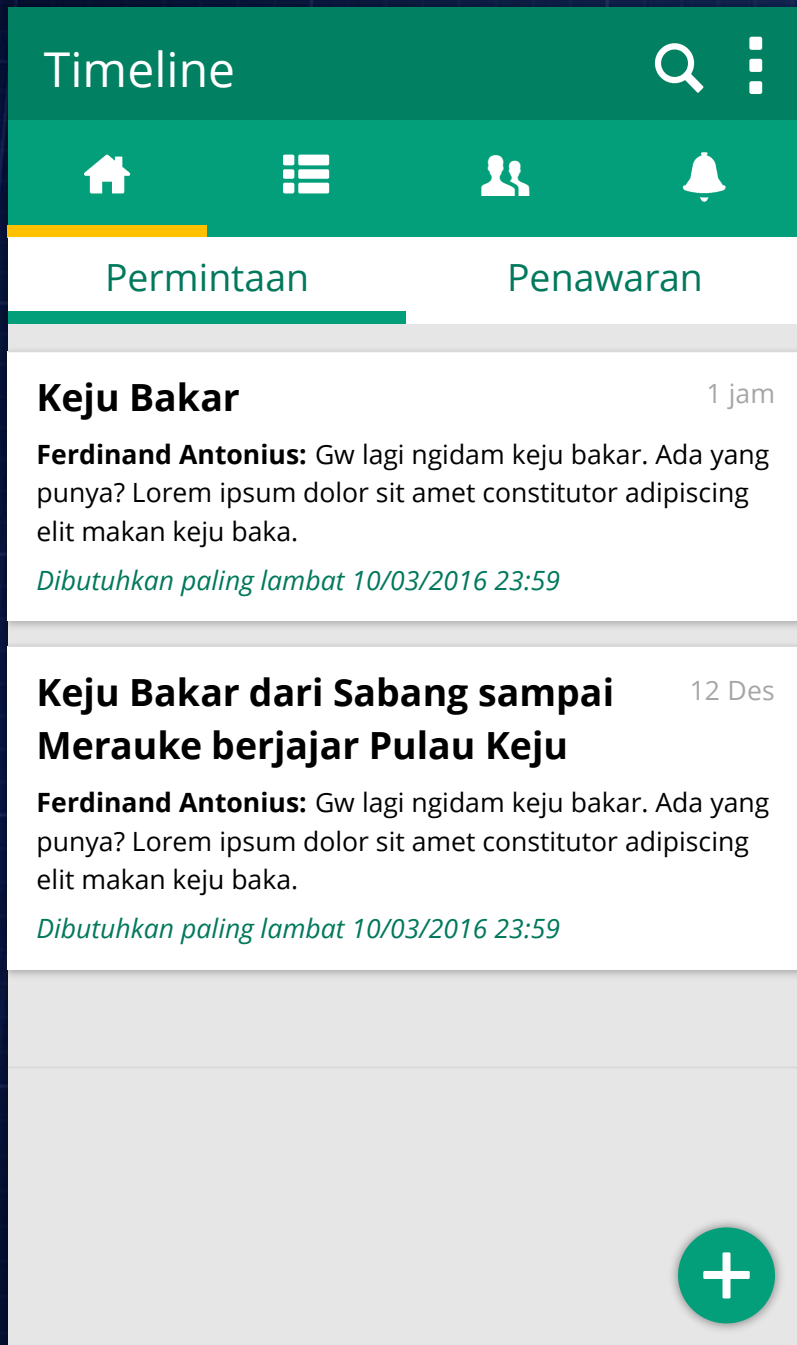 Timeline
Permintaan Penawaran
Keju Bakar 1 jam
Ferdinand Antonius: Gw lagi ngidam keju bakar. Ada yang
punya? Lorem ipsum dolor sit amet constitutor adipiscing
elit makan keju baka.
Dibutuhkan paling lambat 10/03/2016 23:59
Keju Bakar dari Sabang sampai 12 Des
Merauke berjajar Pulau Keju
Ferdinand Antonius: Gw lagi ngidam keju bakar. Ada yang
punya? Lorem ipsum dolor sit amet constitutor adipiscing
elit makan keju baka.
Dibutuhkan paling lambat 10/03/2016 23:59